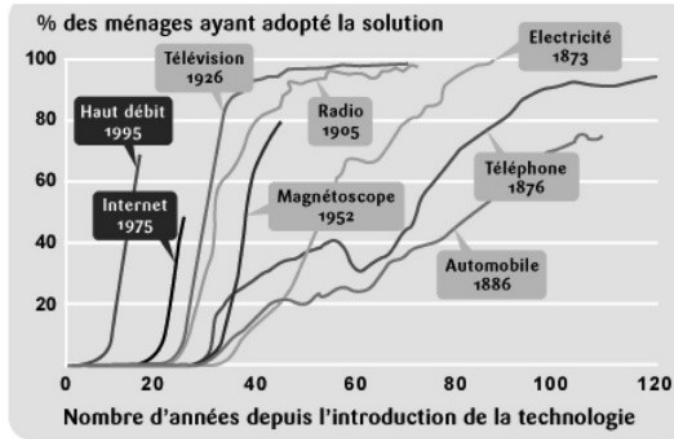 % des ménages ayant adopté la solution
100
80
60
40
20
0
20
40
60
80
100
120
Haut débit
1995
Internet
1975
Télévision
1926
Radio
1905
Magnétoscope
1952
Electricité
1873
Téléphone
1876
Automobile
1886
Nombre d'années depuis l'introduction de la technologie